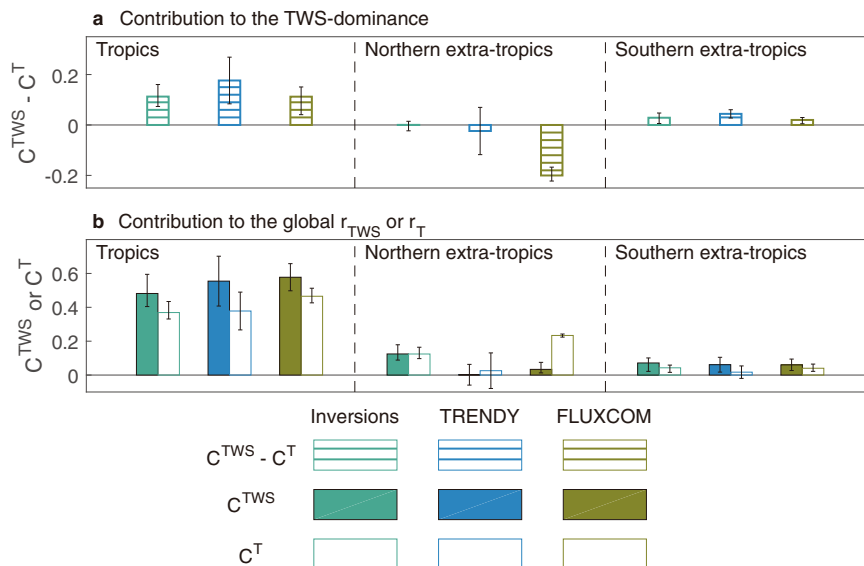 a Contribution to the TWS-dominance
Tropics
Northern extra-tropics
Southern extra-tropics
0.2
0
-0.2
C^TWS - C^T
b Contribution to the global r_TWS or r_T
Tropics
Northern extra-tropics
Southern extra-tropics
0.6
0.4
0.2
0
C^TWS or C^T
Inversions TRENDY FLUXCOM
C^TWS - C^T
C^TWS
C^T